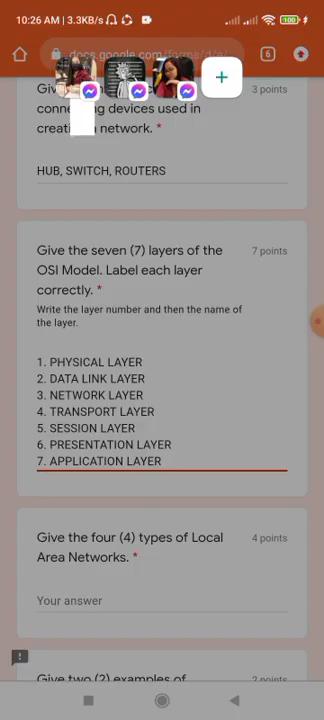 10:26 AM | 3.3KB/s
100
docs.google.com/forms/d/e/
6
3 points
connecting devices used in
creati n network. *
HUB, SWITCH, ROUTERS
Give the seven (7) layers of the
7 points
OSI Model. Label each layer
correctly. *
Write the layer number and then the name of
the layer.
1. PHYSICAL LAYER
2. DATA LINK LAYER
3. NETWORK LAYER
4. TRANSPORT LAYER
5. SESSION LAYER
6. PRESENTATION LAYER
7. APPLICATION LAYER
Give the four (4) types of Local
4 points
Area Networks. *
Your answer
Give two (2) examples of
2 points